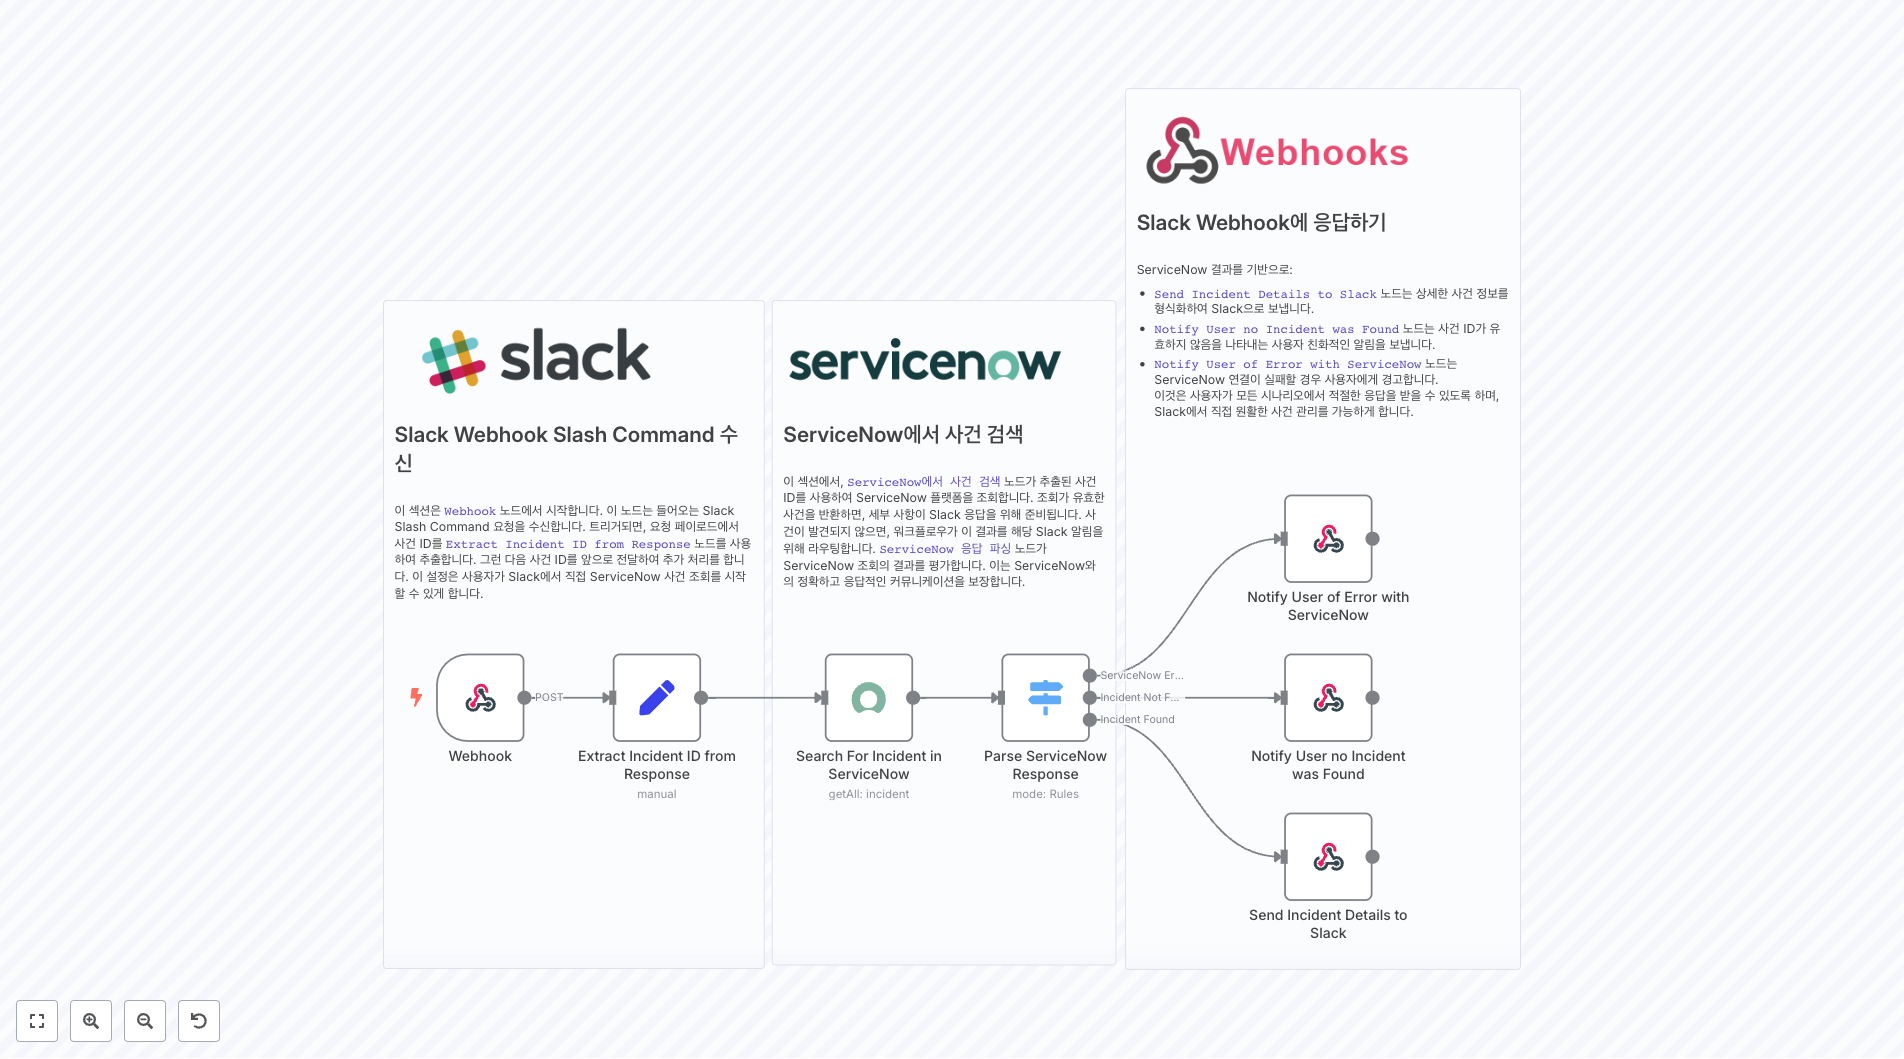 slack
Slack Webhook Slash Command 수
신
이 섹션은 Webhook 노드에서 시작합니다. 이 노드는 들어오는 Slack
Slash Command 요청을 수신합니다. 트리거되면, 요청 페이로드에서
사건 ID를 Extract Incident ID from Response 노드를 사용
하여 추출합니다. 그런 다음 사건 ID를 앞으로 전달하여 추가 처리를 합니
다. 이 설정은 사용자가 Slack에서 직접 ServiceNow 사건 조회를 시작
할 수 있게 합니다.
POST
Webhook
Extract Incident ID from
Response
manual
servicenow
ServiceNow에서 사건 검색
이 섹션에서, ServiceNow에서 사건 검색 노드가 추출된 사건
ID를 사용하여 ServiceNow 플랫폼을 조회합니다. 조회가 유효한
사건을 반환하면, 세부 사항이 Slack 응답을 위해 준비됩니다. 사
건이 발견되지 않으면, 워크플로우가 이 결과를 해당 Slack 알림을
위해 라우팅합니다. ServiceNow 응답 파싱 노드가
ServiceNow 조회의 결과를 평가합니다. 이는 ServiceNow와
의 정확하고 응답적인 커뮤니케이션을 보장합니다.
Search For Incident in
ServiceNow
getAll: incident
Parse ServiceNow
Response
mode: Rules
ServiceNow Er...
Incident Not F...
Incident Found
Webhooks
Slack Webhook에 응답하기
ServiceNow 결과를 기반으로:
• Send Incident Details to Slack 노드는 상세한 사건 정보를
형식화하여 Slack으로 보냅니다.
• Notify User no Incident was Found 노드는 사건 ID가 유
효하지 않음을 나타내는 사용자 친화적인 알림을 보냅니다.
• Notify User of Error with ServiceNow 노드는
ServiceNow 연결이 실패할 경우 사용자에게 경고합니다.
이것은 사용자가 모든 시나리오에서 적절한 응답을 받을 수 있도록 하며,
Slack에서 직접 원활한 사건 관리를 가능하게 합니다.
Notify User of Error with
ServiceNow
Notify User no Incident
was Found
Send Incident Details to
Slack